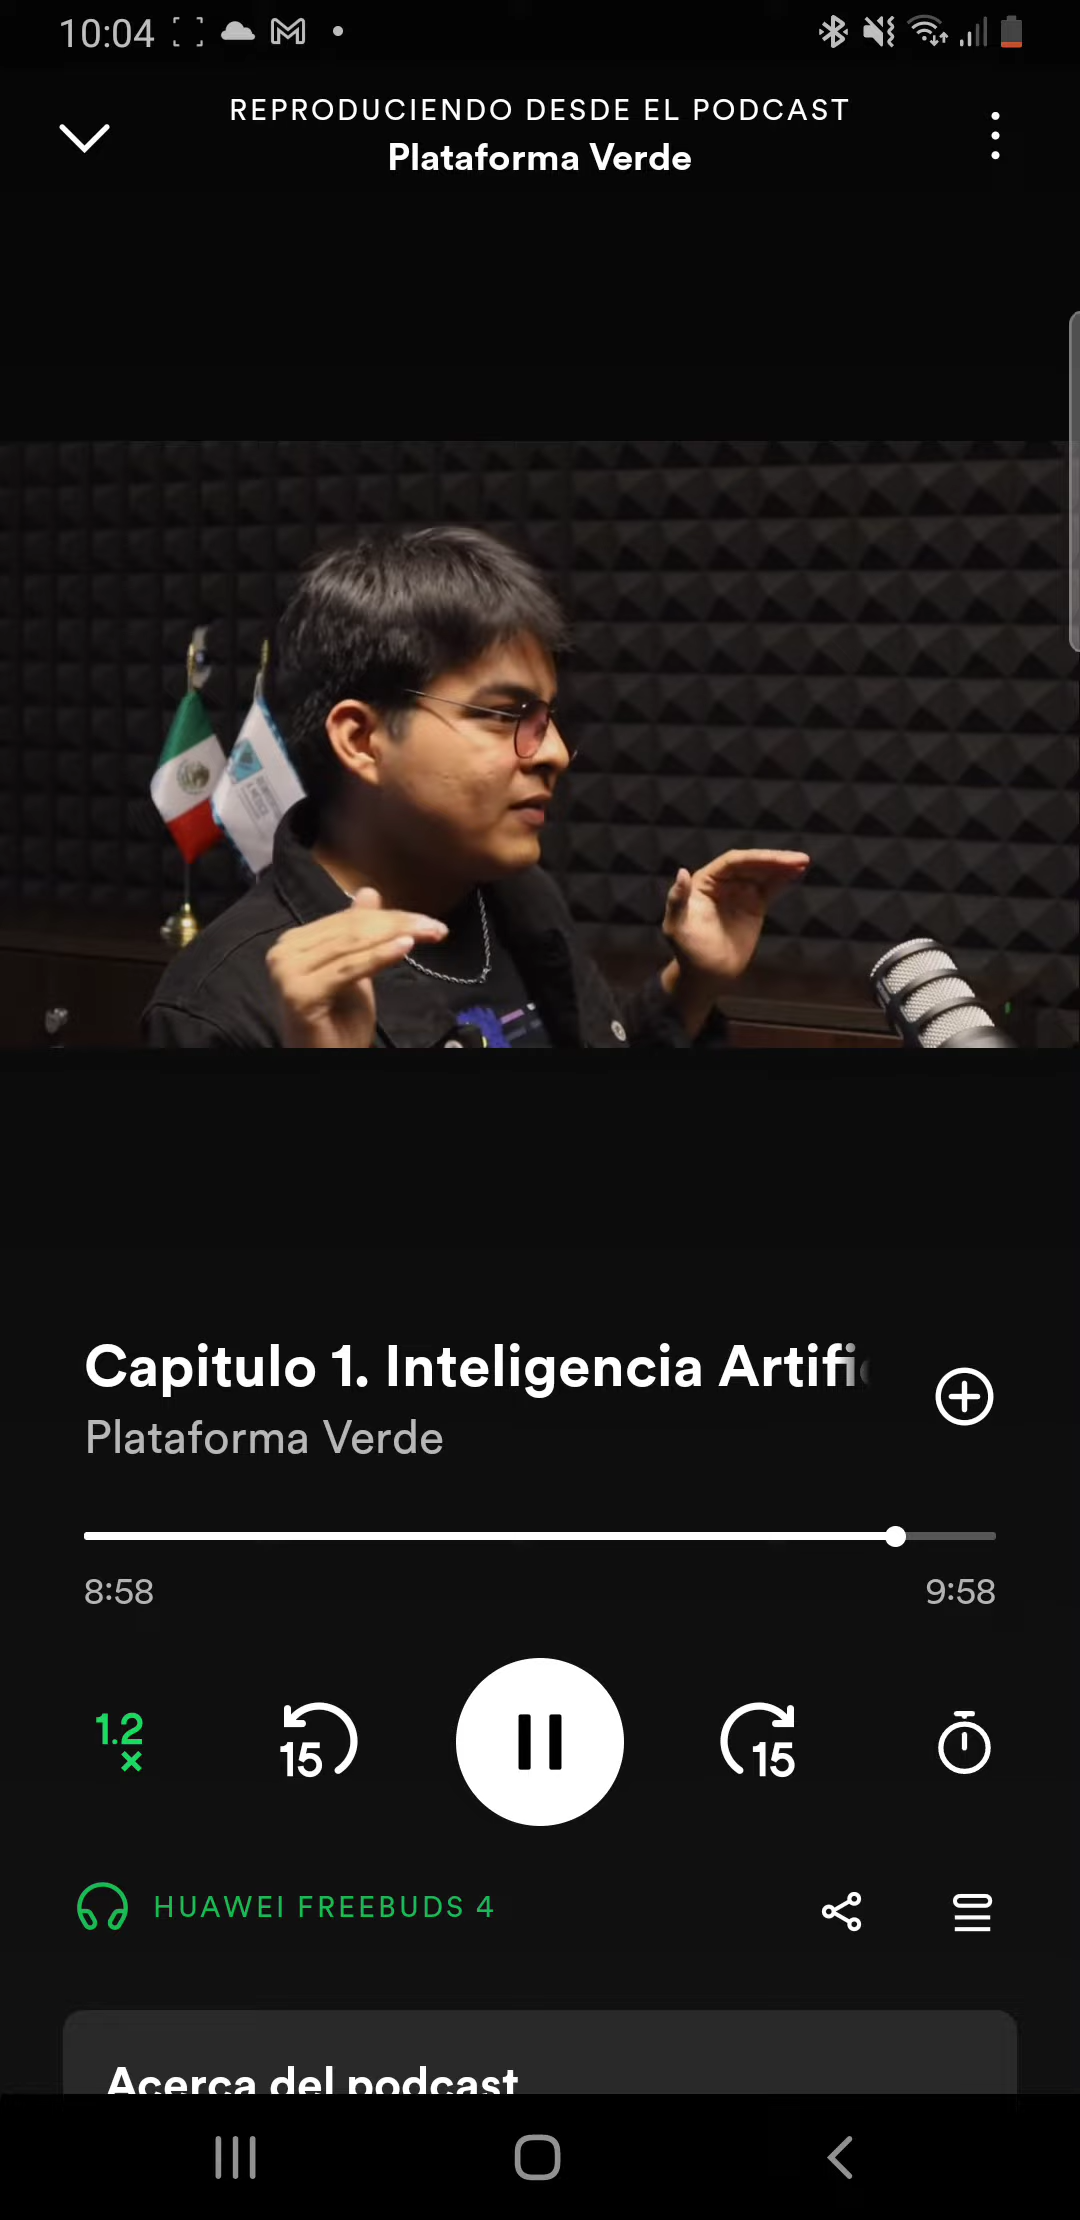 10:04
REPRODUCIENDO DESDE EL PODCAST
Plataforma Verde
Capitulo 1. Inteligencia Artifi
Plataforma Verde
8:58
9:58
1.2
×
15
15
HUAWEI FREEBUDS 4
Acerca del podcast